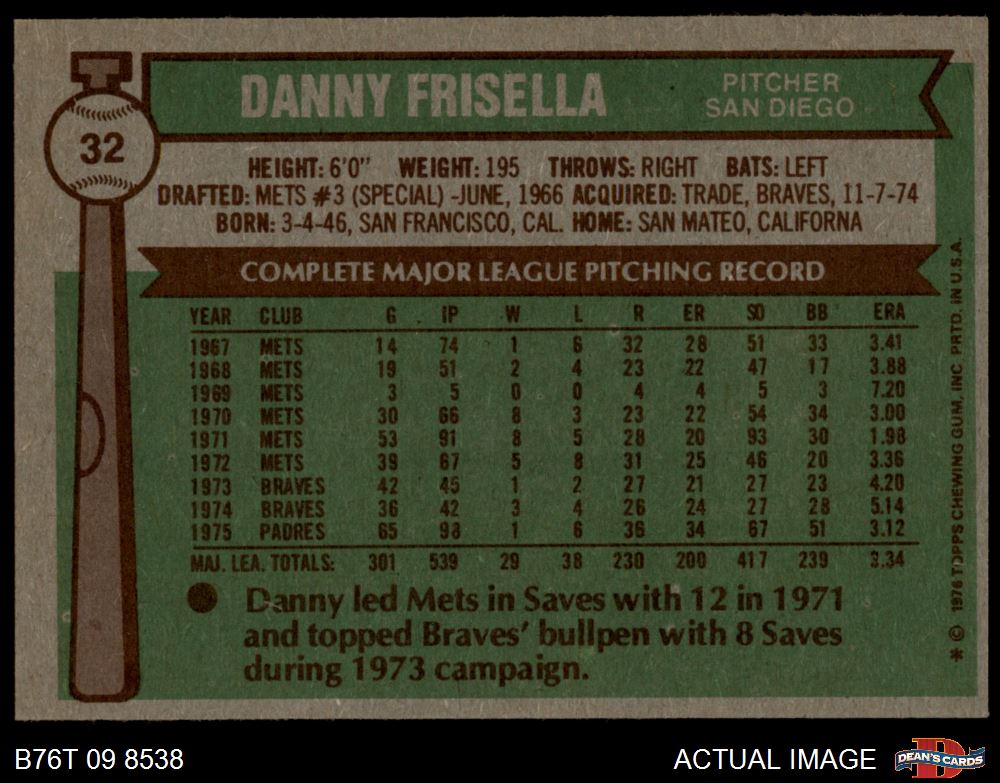 DANNY FRISELLA
PITCHER
SAN DIEGO
32
HEIGHT: 6'0" WEIGHT: 195 THROWS: RIGHT BATS: LEFT
DRAFTED: METS #3 (SPECIAL) -JUNE, 1966 ACQUIRED: TRADE, BRAVES, 11-7-74
BORN: 3-4-46, SAN FRANCISCO, CAL. HOME: SAN MATEO, CALIFORNIA
COMPLETE MAJOR LEAGUE PITCHING RECORD
YEAR CLUB G IP W L R ER SO BB ERA
1967 METS 14 74 1 6 32 28 51 33 3.41
1968 METS 19 51 2 4 23 22 47 17 3.88
1969 METS 3 5 0 0 4 4 5 3 7.20
1970 METS 30 66 8 3 23 22 54 34 3.00
1971 METS 53 91 8 5 28 20 93 30 1.98
1972 METS 39 67 5 8 31 25 46 20 3.36
1973 BRAVES 42 45 1 2 27 21 27 23 4.20
1974 BRAVES 36 42 3 4 26 24 27 28 5.14
1975 PADRES 65 98 1 6 36 34 67 51 3.12
MAJ. LEA. TOTALS: 301 539 29 38 230 200 417 239 3.34
Danny led Mets in Saves with 12 in 1971
and topped Braves' bullpen with 8 Saves
during 1973 campaign.
* © 1976 TOPPS CHEWING GUM, INC PRTD. IN U.S.A.
B76T 09 8538
ACTUAL IMAGE
DEAN'S CARDS